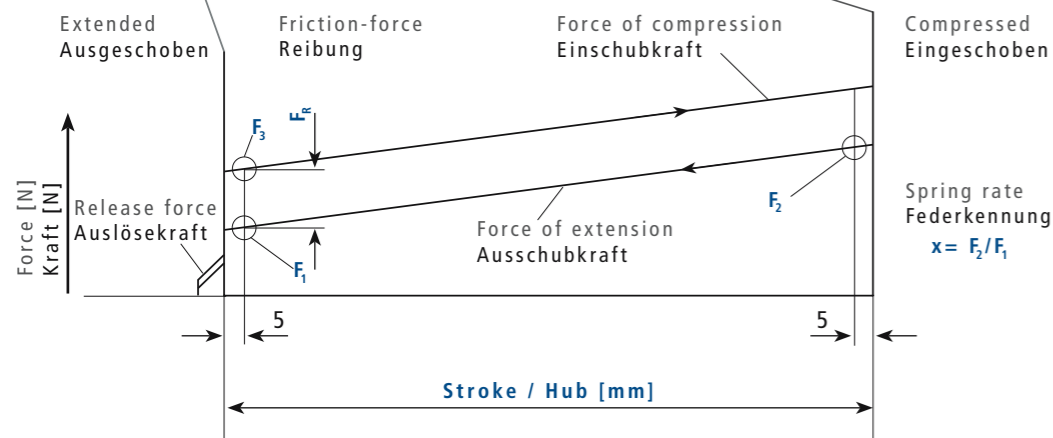 Extended
Ausgeschoben
Friction-force
Reibung
Force of compression
Einschubkraft
Compressed
Eingeschoben
F₃
F_R
Force [N]
Kraft [N]
Release force
Auslösekraft
F₁
Force of extension
Ausschubkraft
F₂
Spring rate
Federkennung
x = F₂/F₁
5
5
Stroke / Hub [mm]